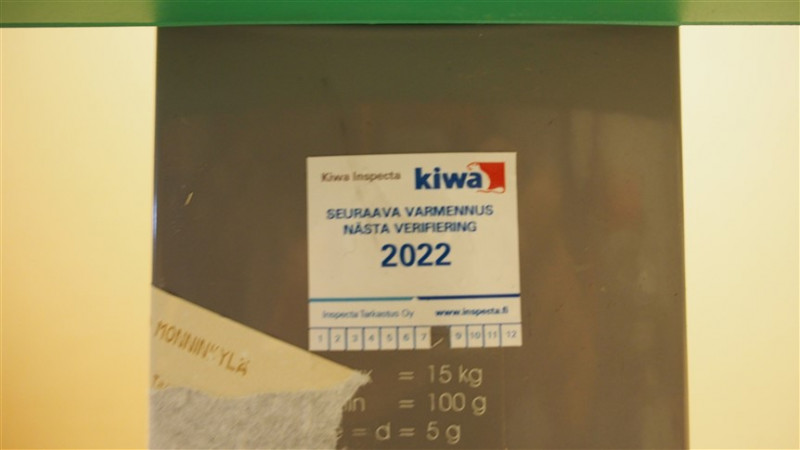 Kiwa Inspecta kiwa
SEURAAVA VARMENNUS
NÄSTA VERIFIERING
2022
Inspecta Tarkastus Oy www.inspecta.fi
1 2 3 4 5 6 7 9 10 11 12
= 15 kg
= 100 g
= d = 5 g